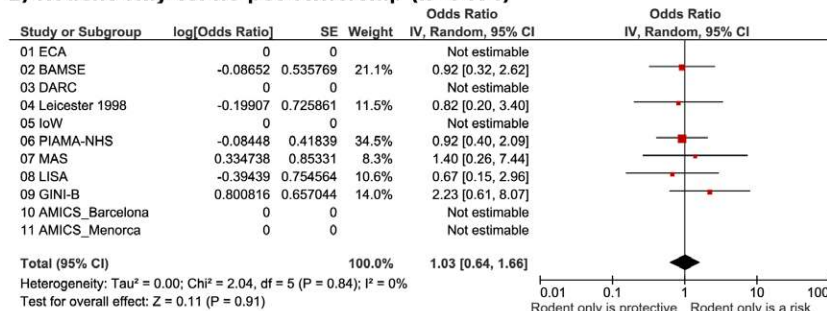 Odds Ratio Odds Ratio
Study or Subgroup log[Odds Ratio] SE Weight IV, Random, 95% CI IV, Random, 95% CI
01 ECA 0 0 Not estimable
02 BAMSE -0.08652 0.535769 21.1% 0.92 [0.32, 2.62]
03 DARC 0 0 Not estimable
04 Leicester 1998 -0.19907 0.725861 11.5% 0.82 [0.20, 3.40]
05 IoW 0 0 Not estimable
06 PIAMA-NHS -0.08448 0.41839 34.5% 0.92 [0.40, 2.09]
07 MAS 0.334738 0.85331 8.3% 1.40 [0.26, 7.44]
08 LISA -0.39439 0.754564 10.6% 0.67 [0.15, 2.96]
09 GINI-B 0.800816 0.657044 14.0% 2.23 [0.61, 8.07]
10 AMICS_Barcelona 0 0 Not estimable
11 AMICS_Menorca 0 0 Not estimable
Total (95% CI) 100.0% 1.03 [0.64, 1.66]
Heterogeneity: Tau² = 0.00; Chi² = 2.04, df = 5 (P = 0.84); I² = 0%
Test for overall effect: Z = 0.11 (P = 0.91)
0.01 0.1 1 10 100
Rodent only is protective Rodent only is a risk